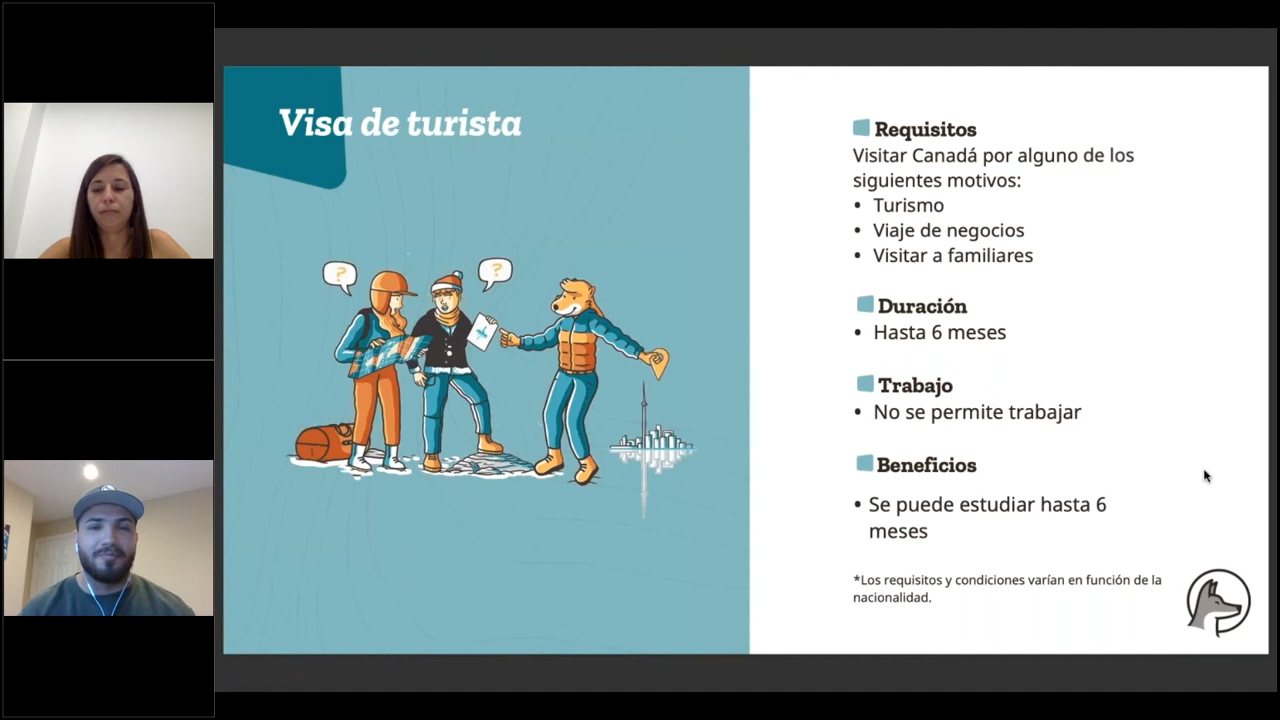 Visa de turista
?
?
Requisitos
Visitar Canadá por alguno de los
siguientes motivos:
• Turismo
• Viaje de negocios
• Visitar a familiares
Duración
• Hasta 6 meses
Trabajo
• No se permite trabajar
Beneficios
• Se puede estudiar hasta 6
meses
*Los requisitos y condiciones varían en función de la
nacionalidad.